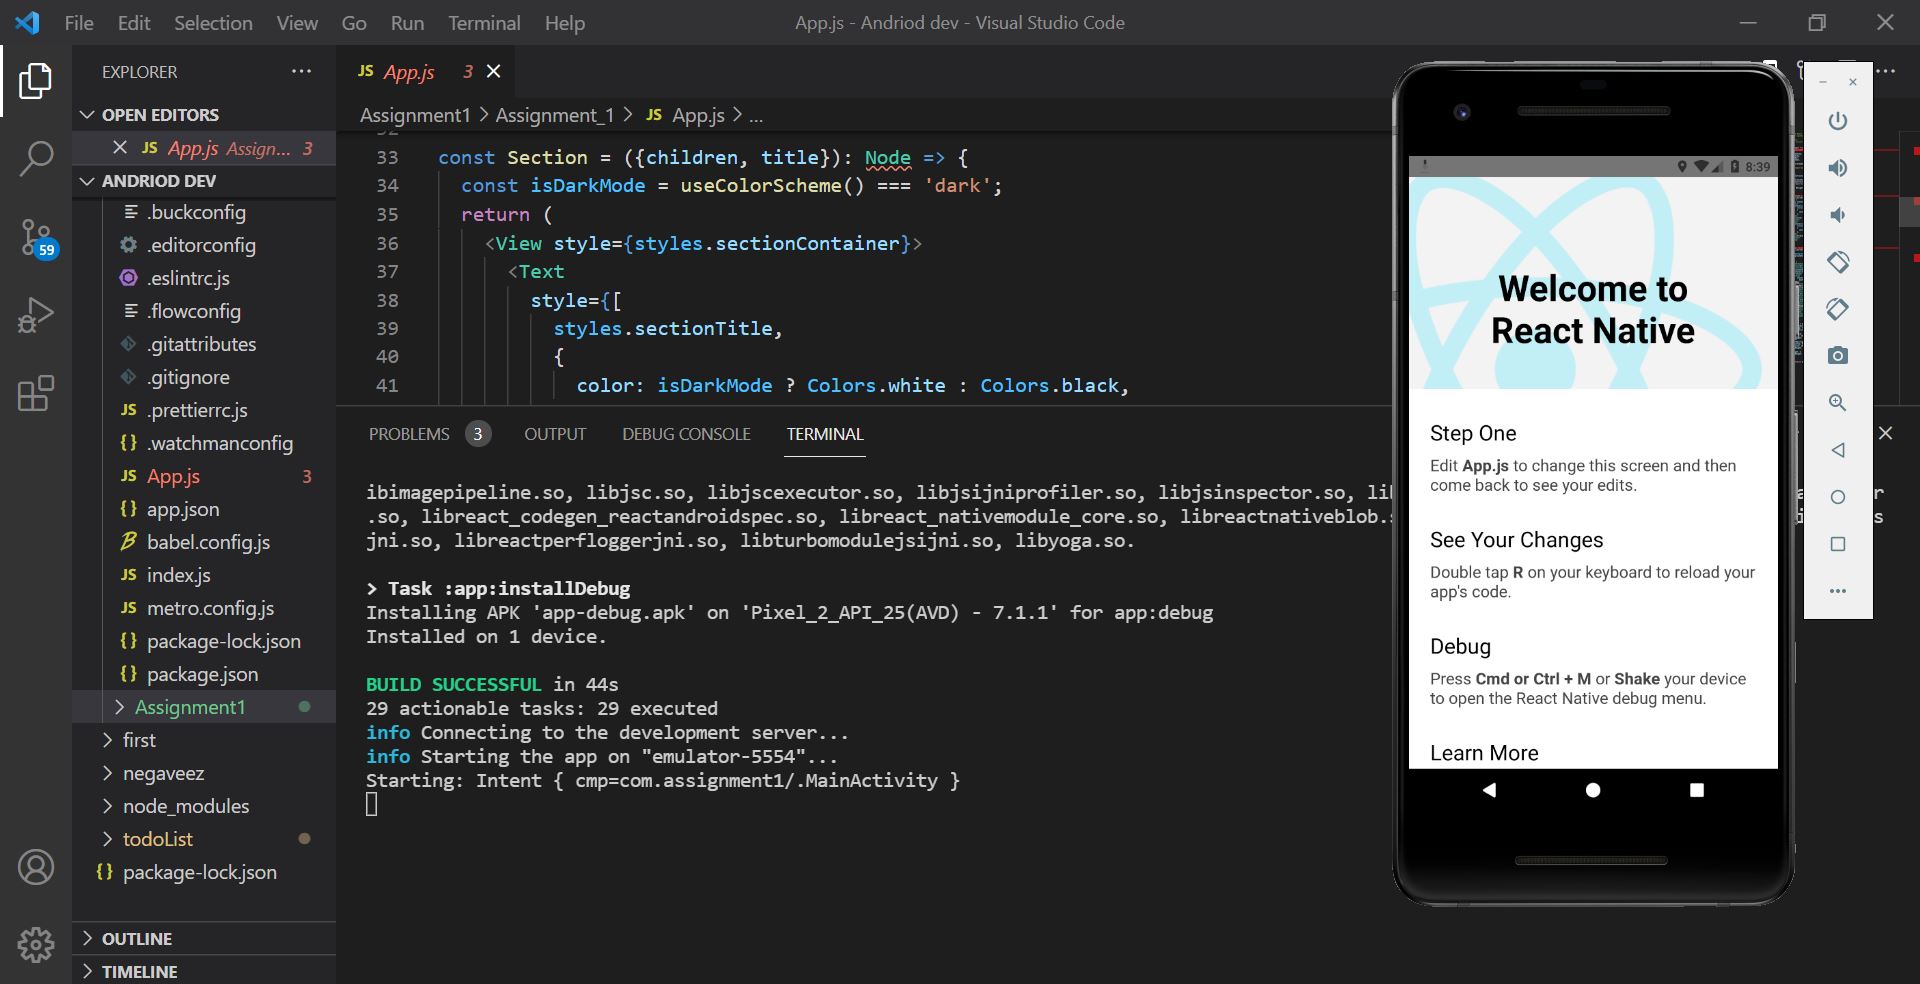 File Edit Selection View Go Run Terminal Help
App.js - Andriod dev - Visual Studio Code
EXPLORER
OPEN EDITORS
JS App.js Assign... 3
ANDRIOD DEV
.buckconfig
.editorconfig
.eslintrc.js
.flowconfig
.gitattributes
.gitignore
JS .prettierrc.js
{} .watchmanconfig
JS App.js 3
{} app.json
babel.config.js
JS index.js
JS metro.config.js
{} package-lock.json
{} package.json
Assignment1
first
negaveez
node_modules
todoList
{} package-lock.json
OUTLINE
TIMELINE
59
JS App.js 3
Assignment1 > Assignment_1 > JS App.js > ...
32
33 const Section = ({children, title}): Node => {
34 const isDarkMode = useColorScheme() === 'dark';
35 return (
36 <View style={styles.sectionContainer}>
37 <Text
38 style={[
39 styles.sectionTitle,
40 {
41 color: isDarkMode ? Colors.white : Colors.black,
PROBLEMS 3 OUTPUT DEBUG CONSOLE TERMINAL
ibimagepipeline.so, libjsc.so, libjscexecutor.so, libjsijniprofiler.so, libjsinspector.so,
.so, libreact_codegen_reactandroidspec.so, libreact_nativemodule_core.so, libreactnativeblob.
jni.so, libreactperfloggerjni.so, libturbomodulejsijni.so, libyoga.so.
> Task :app:installDebug
Installing APK 'app-debug.apk' on 'Pixel_2_API_25(AVD) - 7.1.1' for app:debug
Installed on 1 device.
BUILD SUCCESSFUL in 44s
29 actionable tasks: 29 executed
info Connecting to the development server...
info Starting the app on "emulator-5554"...
Starting: Intent { cmp=com.assignment1/.MainActivity }
8:39
Welcome to
React Native
Step One
Edit App.js to change this screen and then
come back to see your edits.
See Your Changes
Double tap R on your keyboard to reload your
app's code.
Debug
Press Cmd or Ctrl + M or Shake your device
to open the React Native debug menu.
Learn More